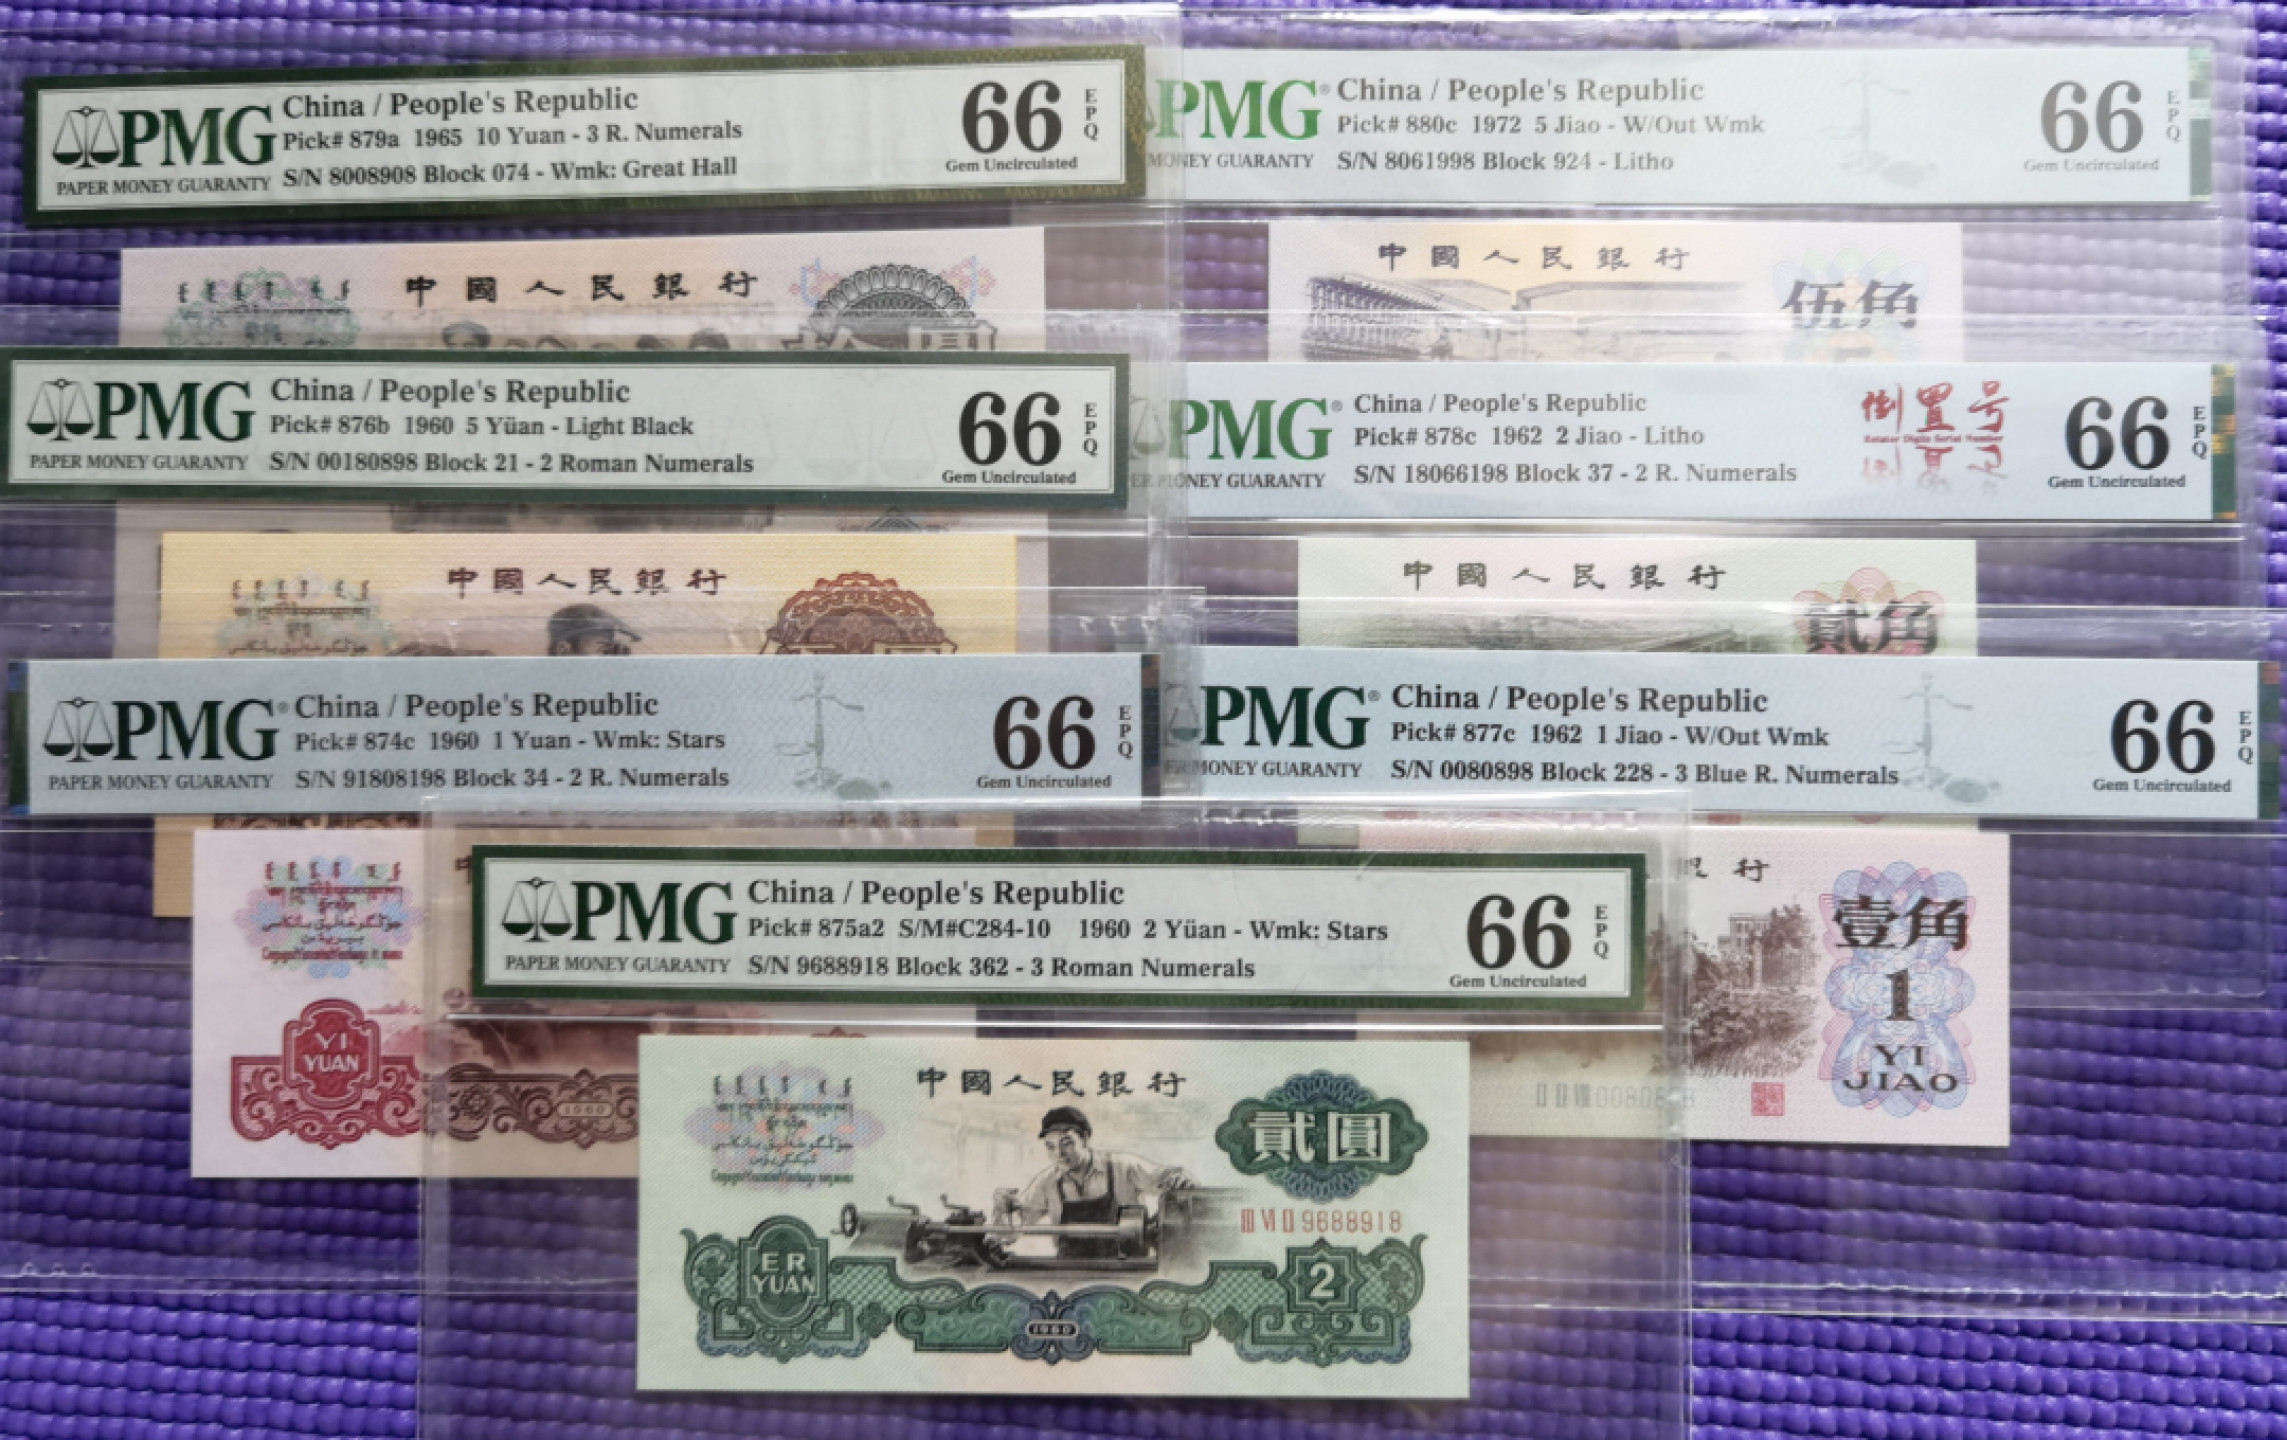 PMG
PAPER MONEY GUARANTY
China / People's Republic
Pick# 879a 1965 10 Yuan - 3 R. Numerals
S/N 8008908 Block 074 - Wmk: Great Hall
66
EPQ
Gem Uncirculated
中國人民銀行
PMG®
MONEY GUARANTY
China / People's Republic
Pick# 880c 1972 5 Jiao - W/Out Wmk
S/N 8061998 Block 924 - Litho
66
EPQ
Gem Uncirculated
中國人民銀行
伍角
PMG
PAPER MONEY GUARANTY
China / People's Republic
Pick# 876b 1960 5 Yüan - Light Black
S/N 00180898 Block 21 - 2 Roman Numerals
66
EPQ
Gem Uncirculated
中國人民銀行
PMG®
MONEY GUARANTY
China / People's Republic
Pick# 878c 1962 2 Jiao - Litho
S/N 18066198 Block 37 - 2 R. Numerals
倒置号
66
EPQ
Gem Uncirculated
中國人民銀行
貳角
PMG®
PAPER MONEY GUARANTY
China / People's Republic
Pick# 874c 1960 1 Yuan - Wmk: Stars
S/N 91808198 Block 34 - 2 R. Numerals
66
EPQ
Gem Uncirculated
YI
YUAN
1960
PMG®
MONEY GUARANTY
China / People's Republic
Pick# 877c 1962 1 Jiao - W/Out Wmk
S/N 0080898 Block 228 - 3 Blue R. Numerals
66
EPQ
Gem Uncirculated
行
壹角
1
YI
JIAO
PMG
PAPER MONEY GUARANTY
China / People's Republic
Pick# 875a2 S/M#C284-10 1960 2 Yüan - Wmk: Stars
S/N 9688918 Block 362 - 3 Roman Numerals
66
EPQ
Gem Uncirculated
中國人民銀行
貳圓
III VI II 9688918
ER
YUAN
2
1960